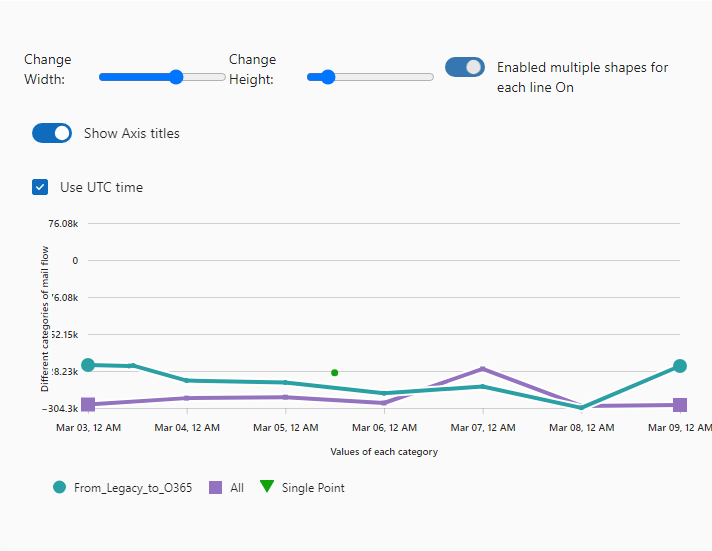 Change Width:
Change Height:
Enabled multiple shapes for
each line On
Show Axis titles
Use UTC time
76.08k
0
'6.08k
52.15k
8.23k
−304.3k
Different categories of mail flow
Mar 03, 12 AM
Mar 04, 12 AM
Mar 05, 12 AM
Mar 06, 12 AM
Mar 07, 12 AM
Mar 08, 12 AM
Mar 09, 12 AM
Values of each category
From_Legacy_to_O365
All
Single Point